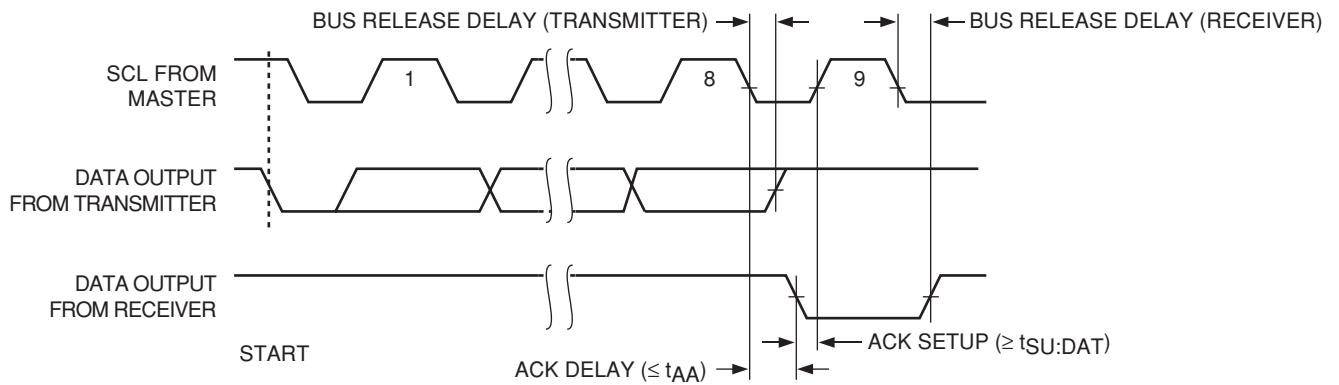 BUS RELEASE DELAY (TRANSMITTER)
BUS RELEASE DELAY (RECEIVER)
SCL FROM
MASTER
1
8
9
DATA OUTPUT
FROM TRANSMITTER
DATA OUTPUT
FROM RECEIVER
START
ACK SETUP (≥ tSU:DAT)
ACK DELAY (≤ tAA)